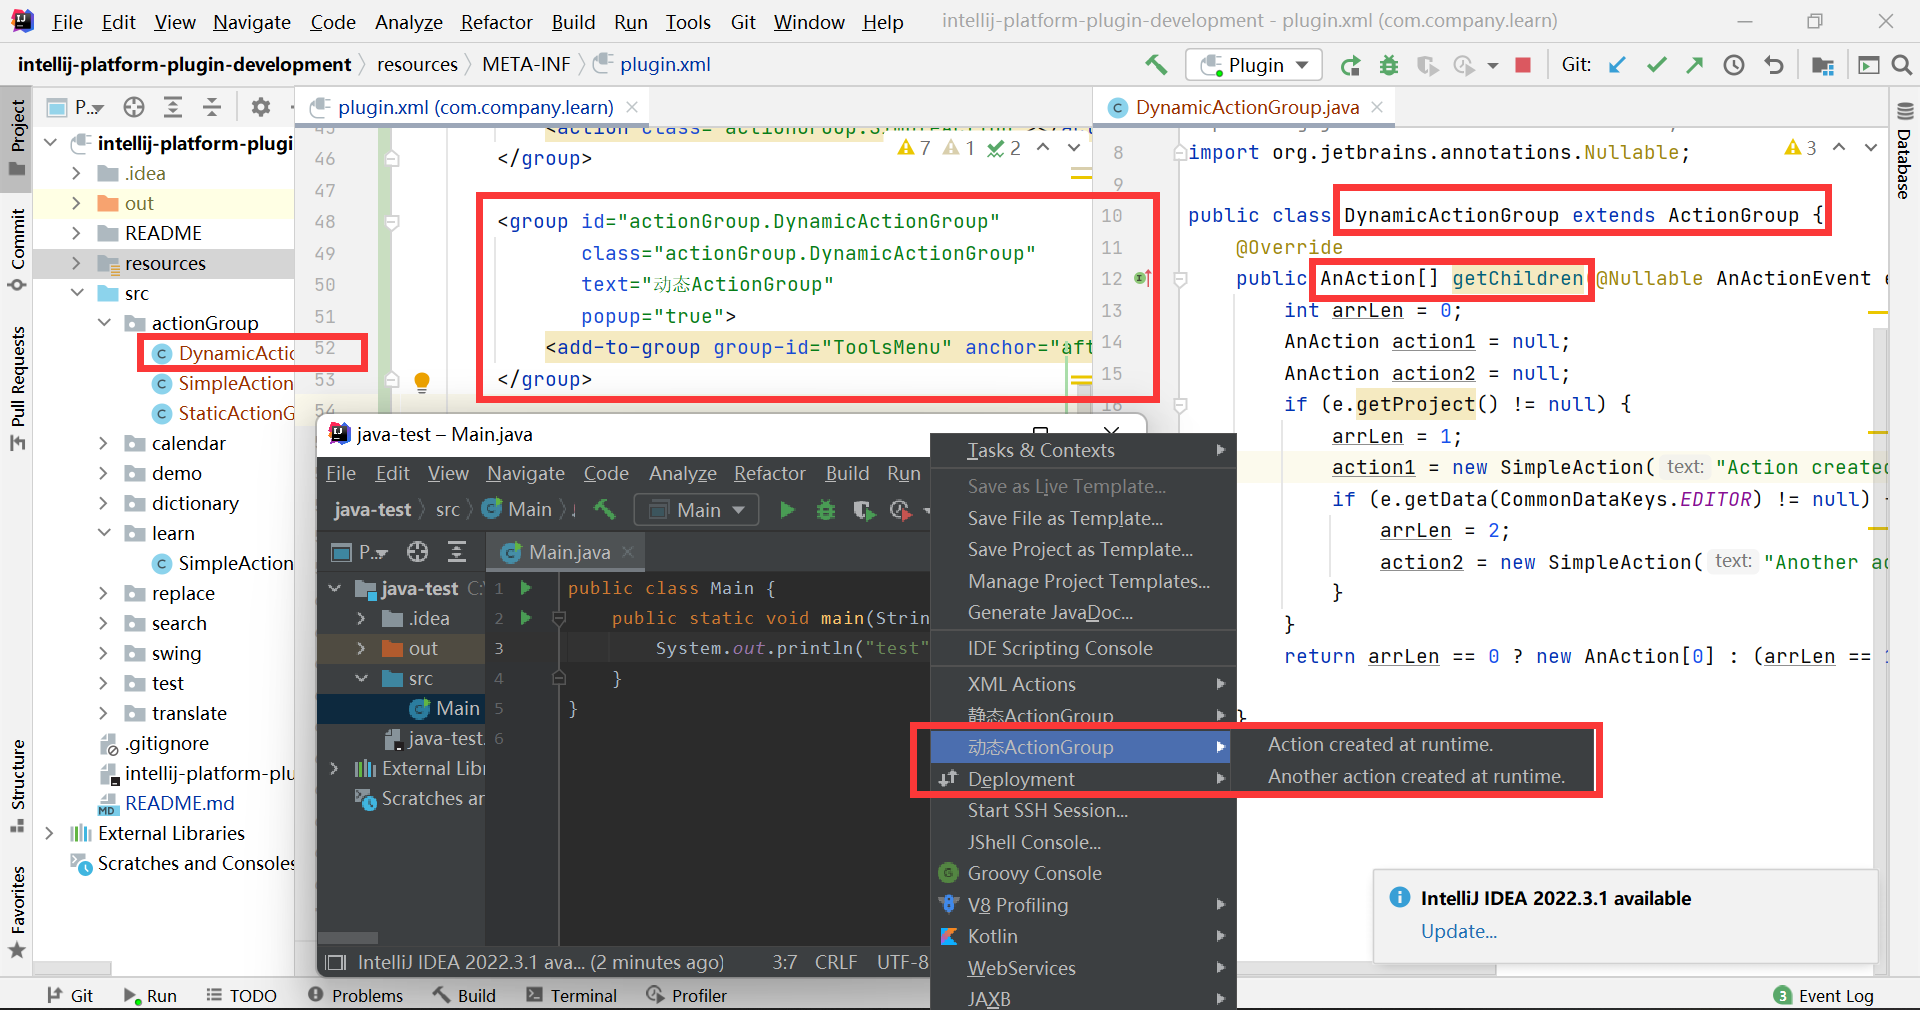 File Edit View Navigate Code Analyze Refactor Build Run Tools Git Window Help intellij-platform-plugin-development - plugin.xml (com.company.learn)
intellij-platform-plugin-development resources META-INF plugin.xml Plugin Git:
Project
Commit
Pull Requests
Structure
Favorites
P...
intellij-platform-plugi
.idea
out
README
resources
src
actionGroup
DynamicActic
SimpleAction
StaticActionG
calendar
demo
dictionary
learn
SimpleAction
replace
search
swing
test
translate
.gitignore
intellij-platform-plu
README.md
External Libraries
Scratches and Consoles
plugin.xml (com.company.learn)
7 1 2
46 </group>
47
48 <group id="actionGroup.DynamicActionGroup"
49 class="actionGroup.DynamicActionGroup"
50 text="动态ActionGroup"
51 popup="true">
52 <add-to-group group-id="ToolsMenu" anchor="aft
53 </group>
54
DynamicActionGroup.java
3
8 import org.jetbrains.annotations.Nullable;
9
10 public class DynamicActionGroup extends ActionGroup {
11 @Override
12 public AnAction[] getChildren @Nullable AnActionEvent e
13 int arrLen = 0;
14 AnAction action1 = null;
15 AnAction action2 = null;
16 if (e.getProject() != null) {
arrLen = 1;
action1 = new SimpleAction( text: "Action create
if (e.getData(CommonDataKeys.EDITOR) != null)
arrLen = 2;
action2 = new SimpleAction( text: "Another ac
}
}
return arrLen == 0 ? new AnAction[0] : (arrLen ==
}
Database
java-test – Main.java
File Edit View Navigate Code Analyze Refactor Build Run
java-test src Main Main
P...
Main.java
java-test C:
.idea
out
src
Main
java-test.
External Libr
Scratches ar
1 public class Main {
2 public static void main(Strin
3 System.out.println("test"
4 }
5 }
6
IntelliJ IDEA 2022.3.1 ava... (2 minutes ago) 3:7 CRLF UTF-8
Tasks & Contexts
Save as Live Template...
Save File as Template...
Save Project as Template...
Manage Project Templates...
Generate JavaDoc...
IDE Scripting Console
XML Actions
静态ActionGroup
动态ActionGroup
Deployment
Start SSH Session...
JShell Console...
Groovy Console
V8 Profiling
Kotlin
WebServices
JAXB
Action created at runtime.
Another action created at runtime.
IntelliJ IDEA 2022.3.1 available
Update...
Git Run TODO Problems Build Terminal Profiler 3 Event Log